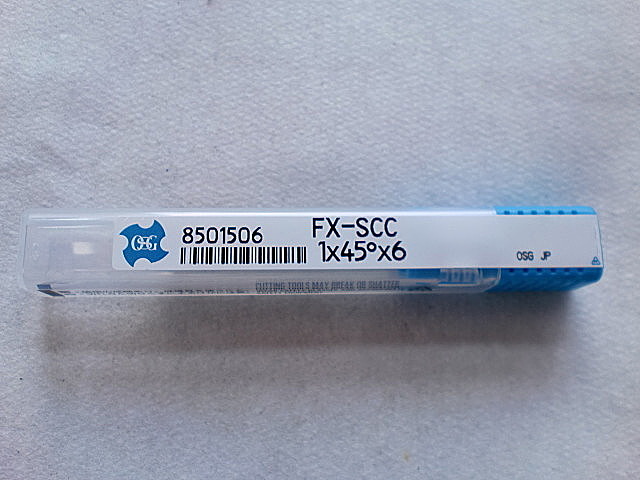 OSG
8501506
FX-SCC
1x45°x6
OSG JP
CUTTING TOOLS MAY BREAK OR SHATTER